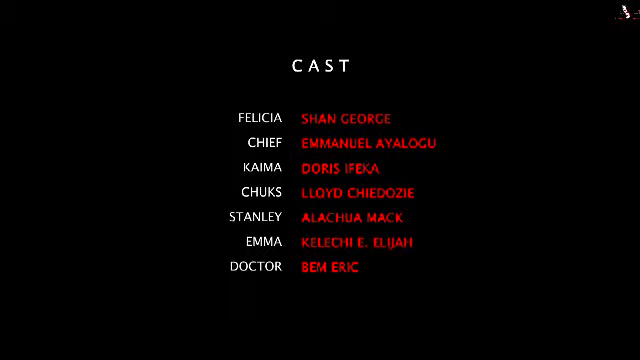 CAST
FELICIA SHAN GEORGE
CHIEF EMMANUEL AYALOGU
KAIMA DORIS IFEKA
CHUKS LLOYD CHIEDOZIE
STANLEY ALACHUA MACK
EMMA KELECHI E. ELIJAH
DOCTOR BEM ERIC